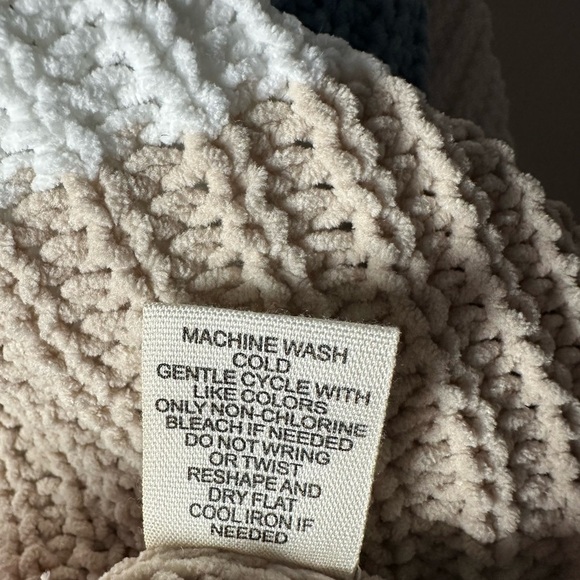 MACHINE WASH
COLD
GENTLE CYCLE WITH
LIKE COLORS
ONLY NON-CHLORINE
BLEACH IF NEEDED
DO NOT WRING
OR TWIST
RESHAPE AND
DRY FLAT
COOL IRON IF
NEEDED